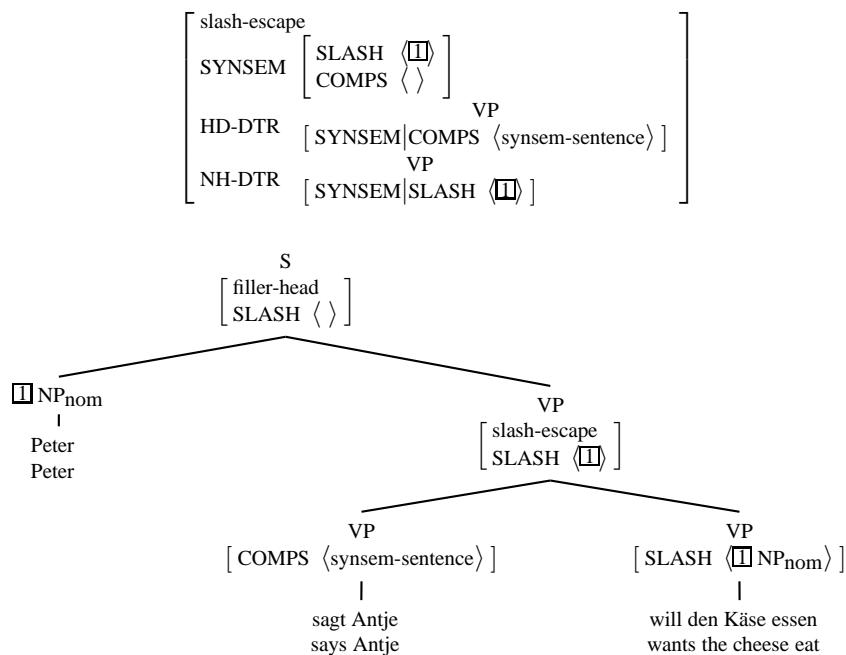 slash-escape
SYNSEM [ SLASH ⟨1⟩
COMPS ⟨ ⟩ ]
VP
HD-DTR [ SYNSEM|COMPS ⟨synsem-sentence⟩ ]
VP
NH-DTR [ SYNSEM|SLASH ⟨1⟩ ]
S
filler-head
SLASH ⟨ ⟩
1 NPnom
Peter
Peter
VP
slash-escape
SLASH ⟨1⟩
VP
[ COMPS ⟨synsem-sentence⟩ ]
sagt Antje
says Antje
VP
[ SLASH ⟨1 NPnom⟩ ]
will den Käse essen
wants the cheese eat